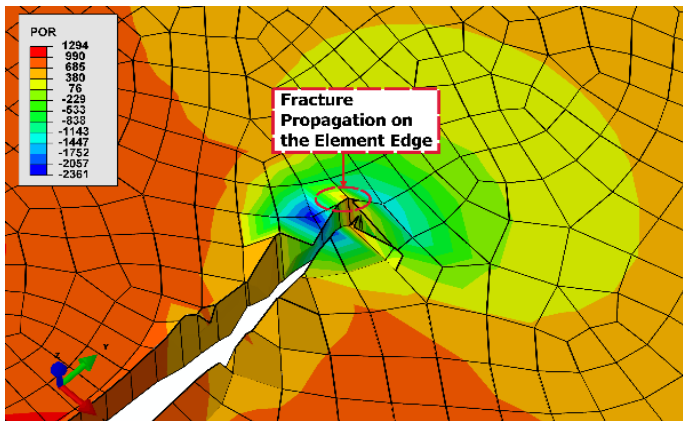 POR
1294
990
685
380
76
-229
-533
-838
-1143
-1447
-1752
-2057
-2361
Fracture
Propagation on
the Element Edge
Z
Y